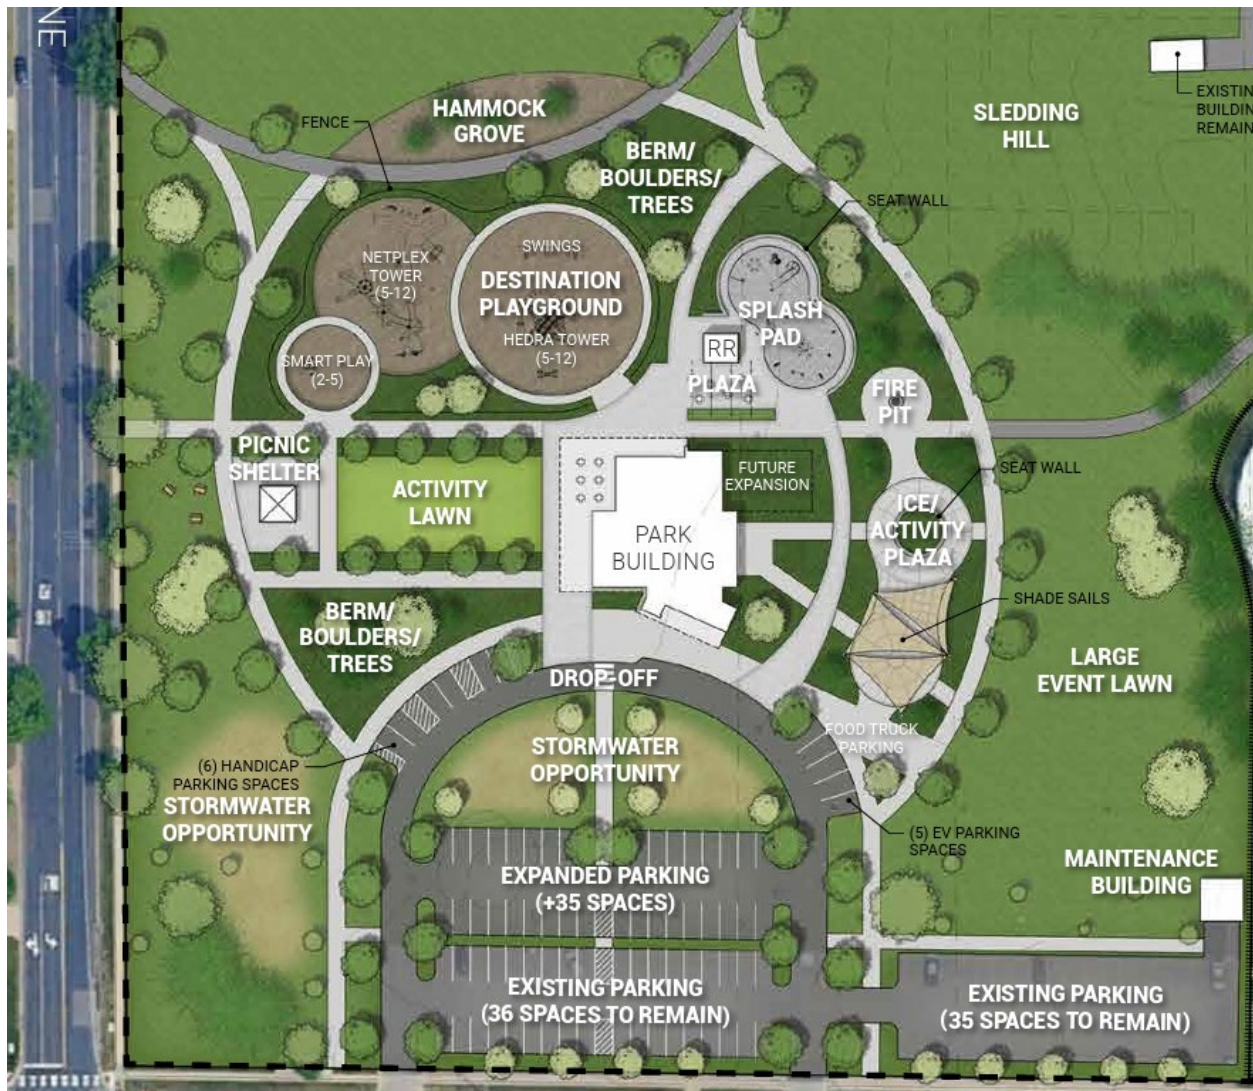 NE
HAMMOCK
GROVE
FENCE
BERM/
BOULDERS/
TREES
SLEDDING
HILL
SEAT WALL
NETPLEX
TOWER
(5-12)
SWINGS
DESTINATION
PLAYGROUND
HEDRA TOWER
(5-12)
SMART PLAY
(2-5)
SPLASH
PAD
RR
PLAZA
FIRE
PIT
PICNIC
SHELTER
ACTIVITY
LAWN
FUTURE
EXPANSION
SEAT WALL
PARK
BUILDING
ICE/
ACTIVITY
PLAZA
SHADE SAILS
BERM/
BOULDERS/
TREES
LARGE
EVENT LAWN
DROP-OFF
STORMWATER
OPPORTUNITY
FOOD TRUCK
PARKING
(6) HANDICAP
PARKING SPACES
STORMWATER
OPPORTUNITY
(5) EV PARKING
SPACES
MAINTENANCE
BUILDING
EXPANDED PARKING
(+35 SPACES)
EXISTING PARKING
(36 SPACES TO REMAIN)
EXISTING PARKING
(35 SPACES TO REMAIN)